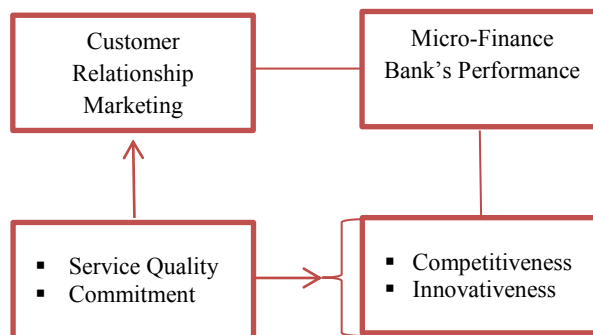 Customer
Relationship
Marketing
Micro-Finance
Bank’s Performance
▪ Service Quality
▪ Commitment
▪ Competitiveness
▪ Innovativeness